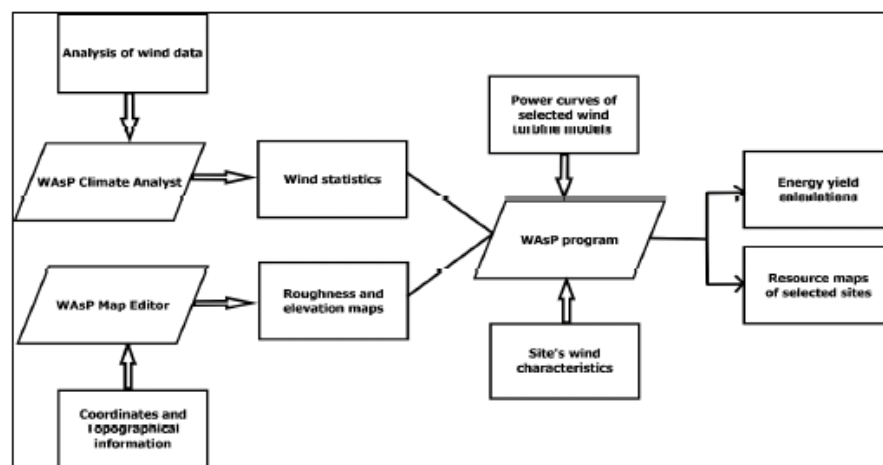 Analysis of wind data
WAsP Climate Analyst
Wind statistics
Power curves of
selected wind
turbine models
WAsP program
Energy yield
calculations
Resource maps
of selected sites
WAsP Map Editor
Roughness and
elevation maps
Site's wind
characteristics
Coordinates and
Topographical
information